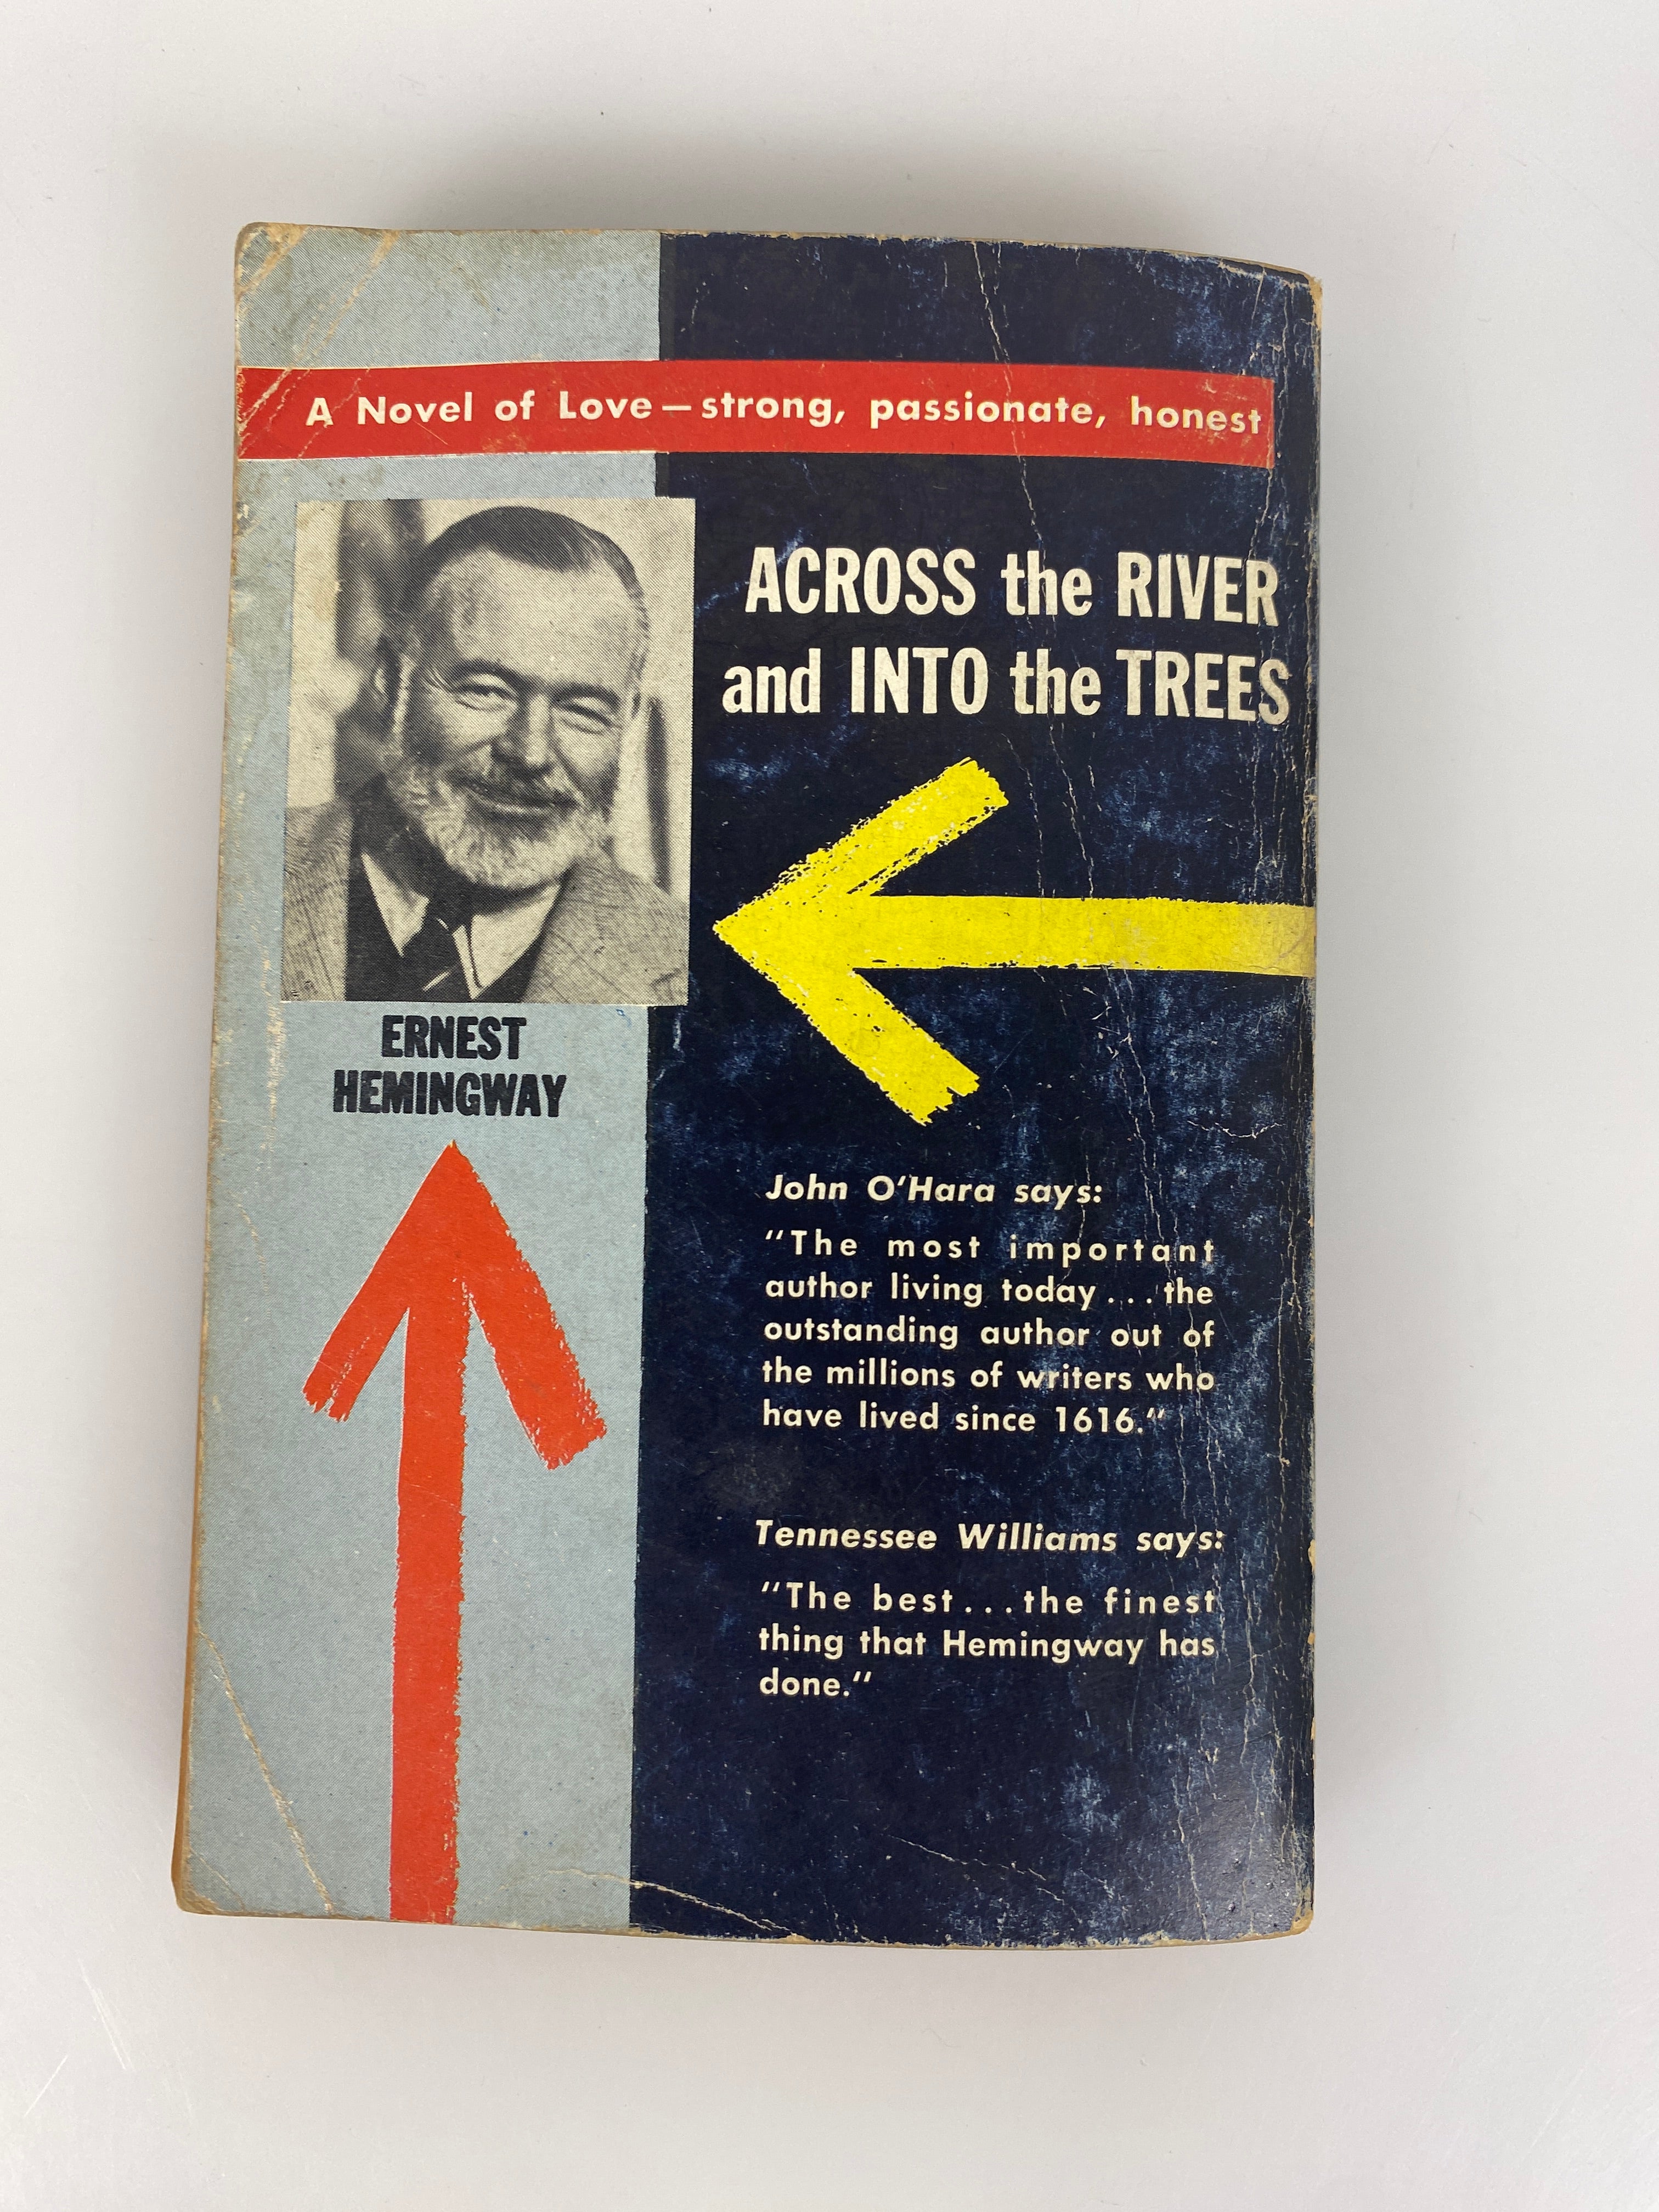 A Novel of Love—strong, passionate, honest
ACROSS the RIVER
and INTO the TREES
ERNEST
HEMINGWAY
John O'Hara says:
"The most important
author living today...the
outstanding author out of
the millions of writers who
have lived since 1616."
Tennessee Williams says:
"The best...the finest
thing that Hemingway has
done."